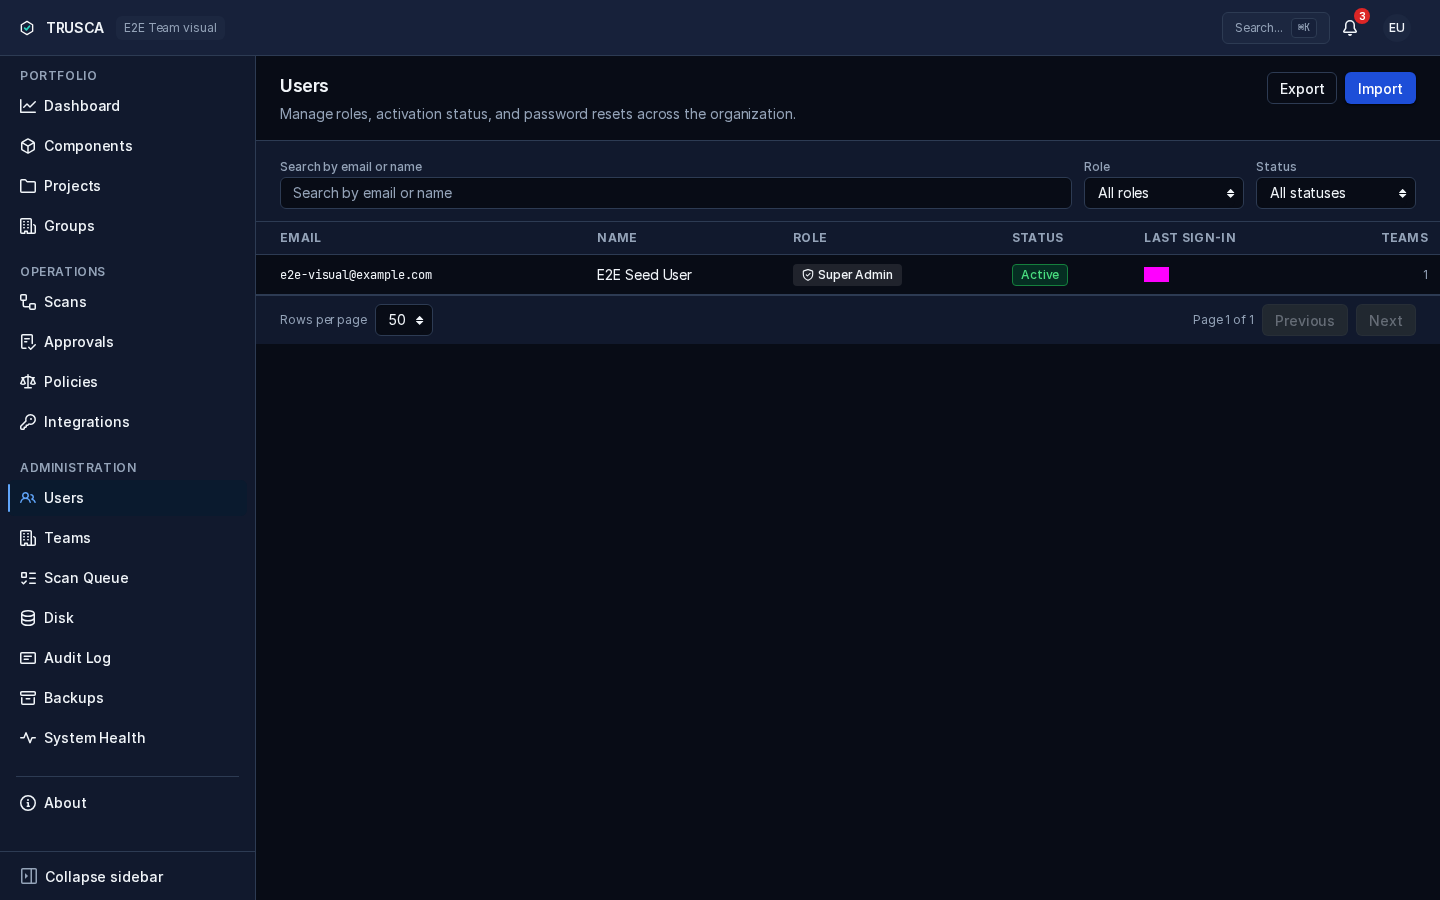 TRUSCA
E2E Team visual
Search...
⌘K
3
EU
PORTFOLIO
Dashboard
Components
Projects
Groups
OPERATIONS
Scans
Approvals
Policies
Integrations
ADMINISTRATION
Users
Teams
Scan Queue
Disk
Audit Log
Backups
System Health
About
Collapse sidebar
Users
Manage roles, activation status, and password resets across the organization.
Export
Import
Search by email or name
Role
Status
Search by email or name
All roles
All statuses
EMAIL NAME ROLE STATUS LAST SIGN-IN TEAMS
e2e-visual@example.com E2E Seed User Super Admin Active 1
Rows per page 50 Page 1 of 1 Previous Next